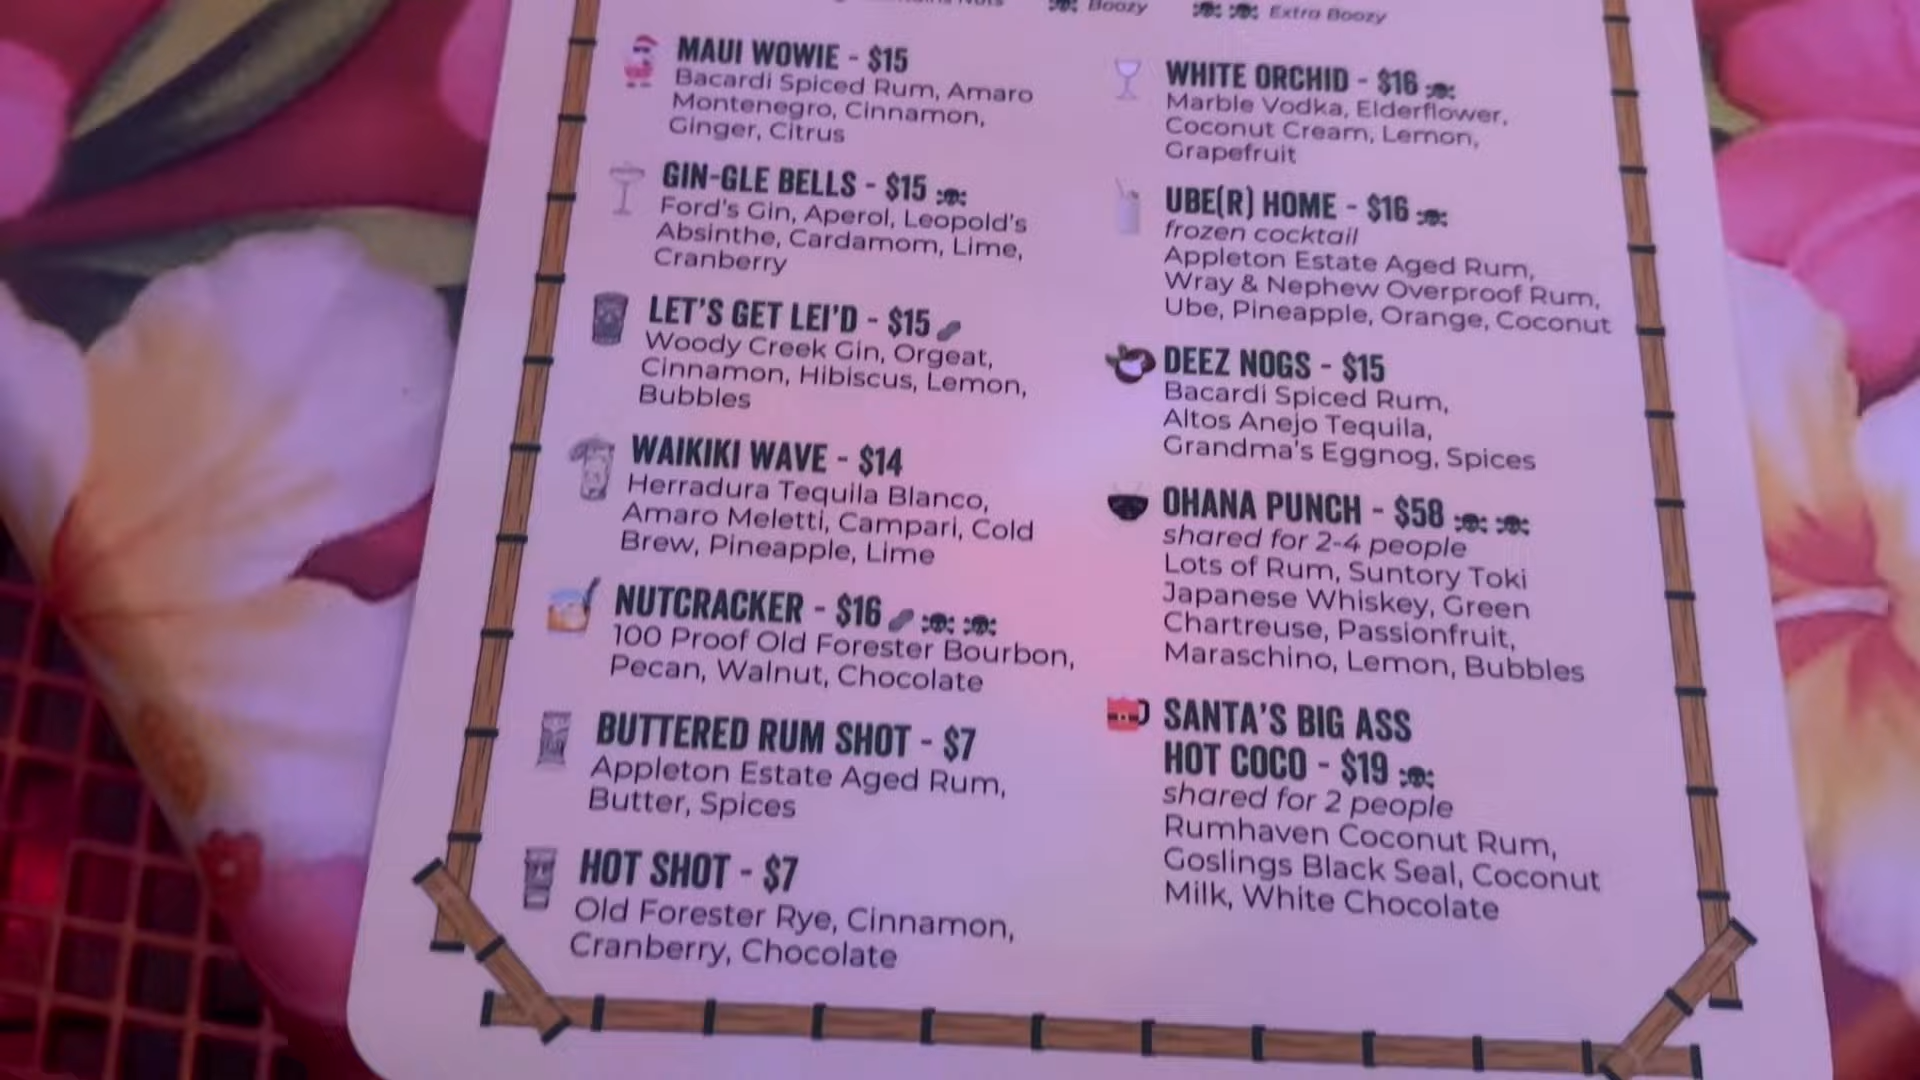 Nuts
Boozy
Extra Boozy
MAUI WOWIE - $15
Bacardi Spiced Rum, Amaro
Montenegro, Cinnamon,
Ginger, Citrus
GIN-GLE BELLS - $15
Ford's Gin, Aperol, Leopold's
Absinthe, Cardamom, Lime,
Cranberry
LET'S GET LEI'D - $15
Woody Creek Gin, Orgeat,
Cinnamon, Hibiscus, Lemon,
Bubbles
WAIKIKI WAVE - $14
Herradura Tequila Blanco,
Amaro Meletti, Campari, Cold
Brew, Pineapple, Lime
NUTCRACKER - $16
100 Proof Old Forester Bourbon,
Pecan, Walnut, Chocolate
BUTTERED RUM SHOT - $7
Appleton Estate Aged Rum,
Butter, Spices
HOT SHOT - $7
Old Forester Rye, Cinnamon,
Cranberry, Chocolate
WHITE ORCHID - $16
Marble Vodka, Elderflower,
Coconut Cream, Lemon,
Grapefruit
UBE(R) HOME - $16
frozen cocktail
Appleton Estate Aged Rum,
Wray & Nephew Overproof Rum,
Ube, Pineapple, Orange, Coconut
DEEZ NOGS - $15
Bacardi Spiced Rum,
Altos Anejo Tequila,
Grandma's Eggnog, Spices
OHANA PUNCH - $58
shared for 2-4 people
Lots of Rum, Suntory Toki
Japanese Whiskey, Green
Chartreuse, Passionfruit,
Maraschino, Lemon, Bubbles
SANTA'S BIG ASS
HOT COCO - $19
shared for 2 people
Rumhaven Coconut Rum,
Goslings Black Seal, Coconut
Milk, White Chocolate